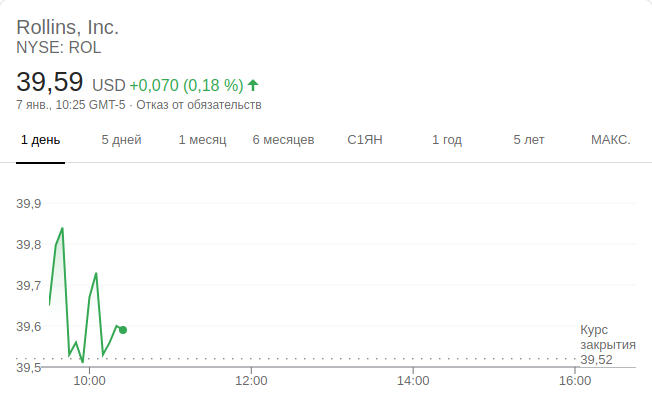 Rollins, Inc.
NYSE: ROL
39,59 USD +0,070 (0,18 %)
7 янв., 10:25 GMT-5 · Отказ от обязательств
1 день 5 дней 1 месяц 6 месяцев С1ЯН 1 год 5 лет МАКС.
39,9
39,8
39,7
39,6
39,5
Курс
закрытия
39,52
10:00 12:00 14:00 16:00